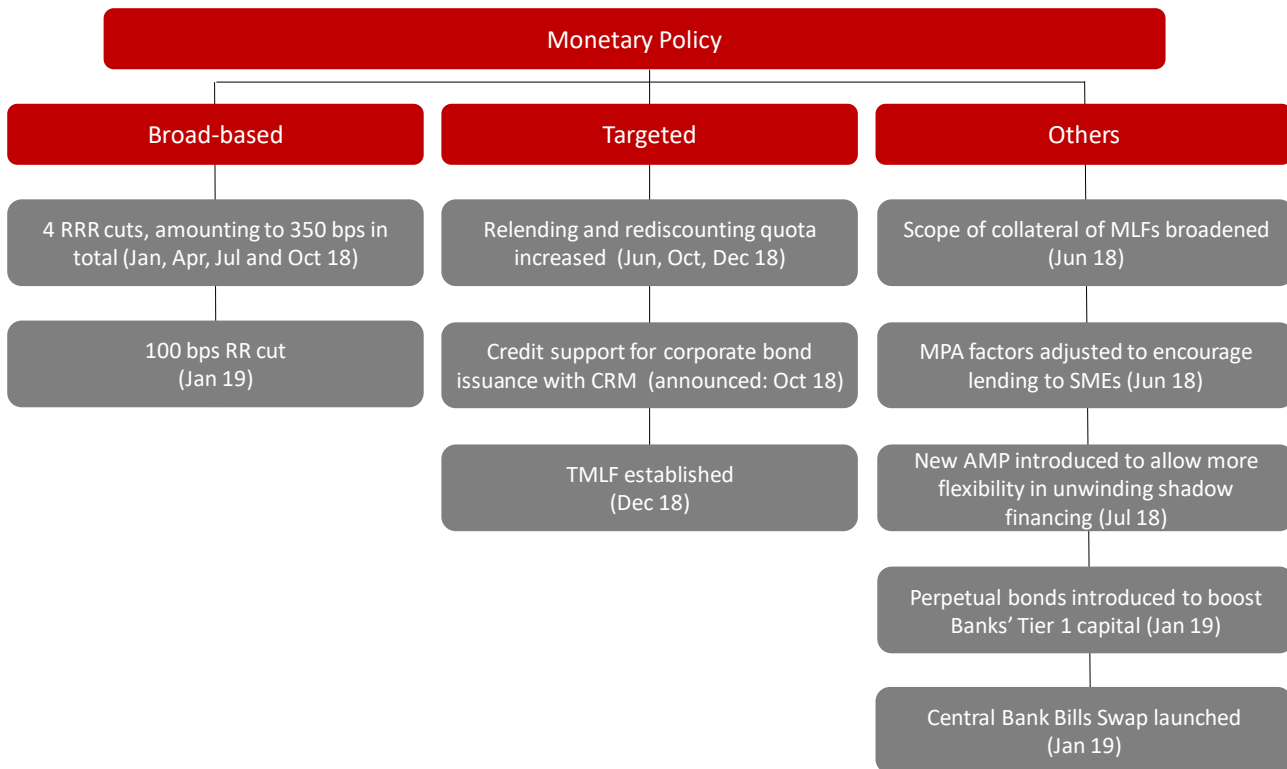 Monetary Policy
Broad-based
4 RRR cuts, amounting to 350 bps in
total (Jan, Apr, Jul and Oct 18)
100 bps RR cut
(Jan 19)
Targeted
Relending and rediscounting quota
increased (Jun, Oct, Dec 18)
Credit support for corporate bond
issuance with CRM (announced: Oct 18)
TMLF established
(Dec 18)
Others
Scope of collateral of MLFs broadened
(Jun 18)
MPA factors adjusted to encourage
lending to SMEs (Jun 18)
New AMP introduced to allow more
flexibility in unwinding shadow
financing (Jul 18)
Perpetual bonds introduced to boost
Banks’ Tier 1 capital (Jan 19)
Central Bank Bills Swap launched
(Jan 19)